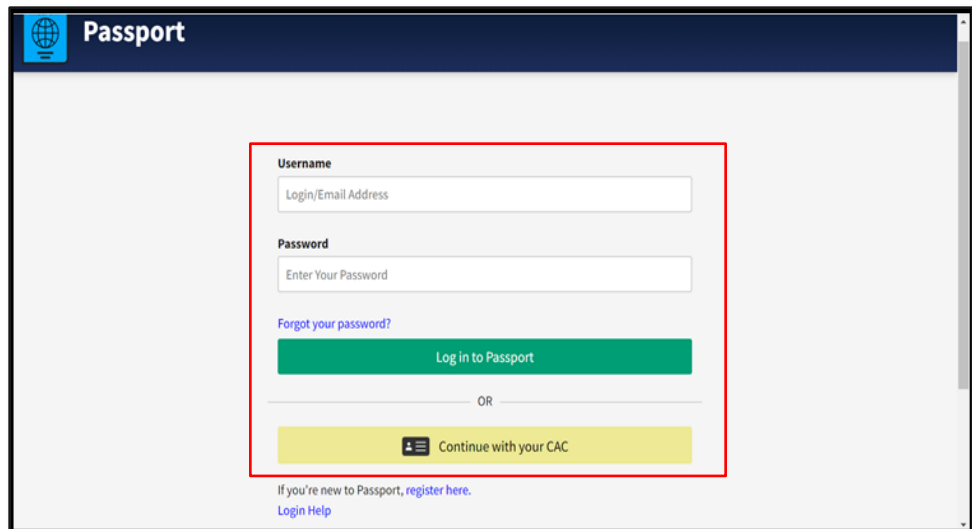 Passport
Username
Login/Email Address
Password
Enter Your Password
Forgot your password?
Log in to Passport
OR
Continue with your CAC
If you're new to Passport, register here.
Login Help